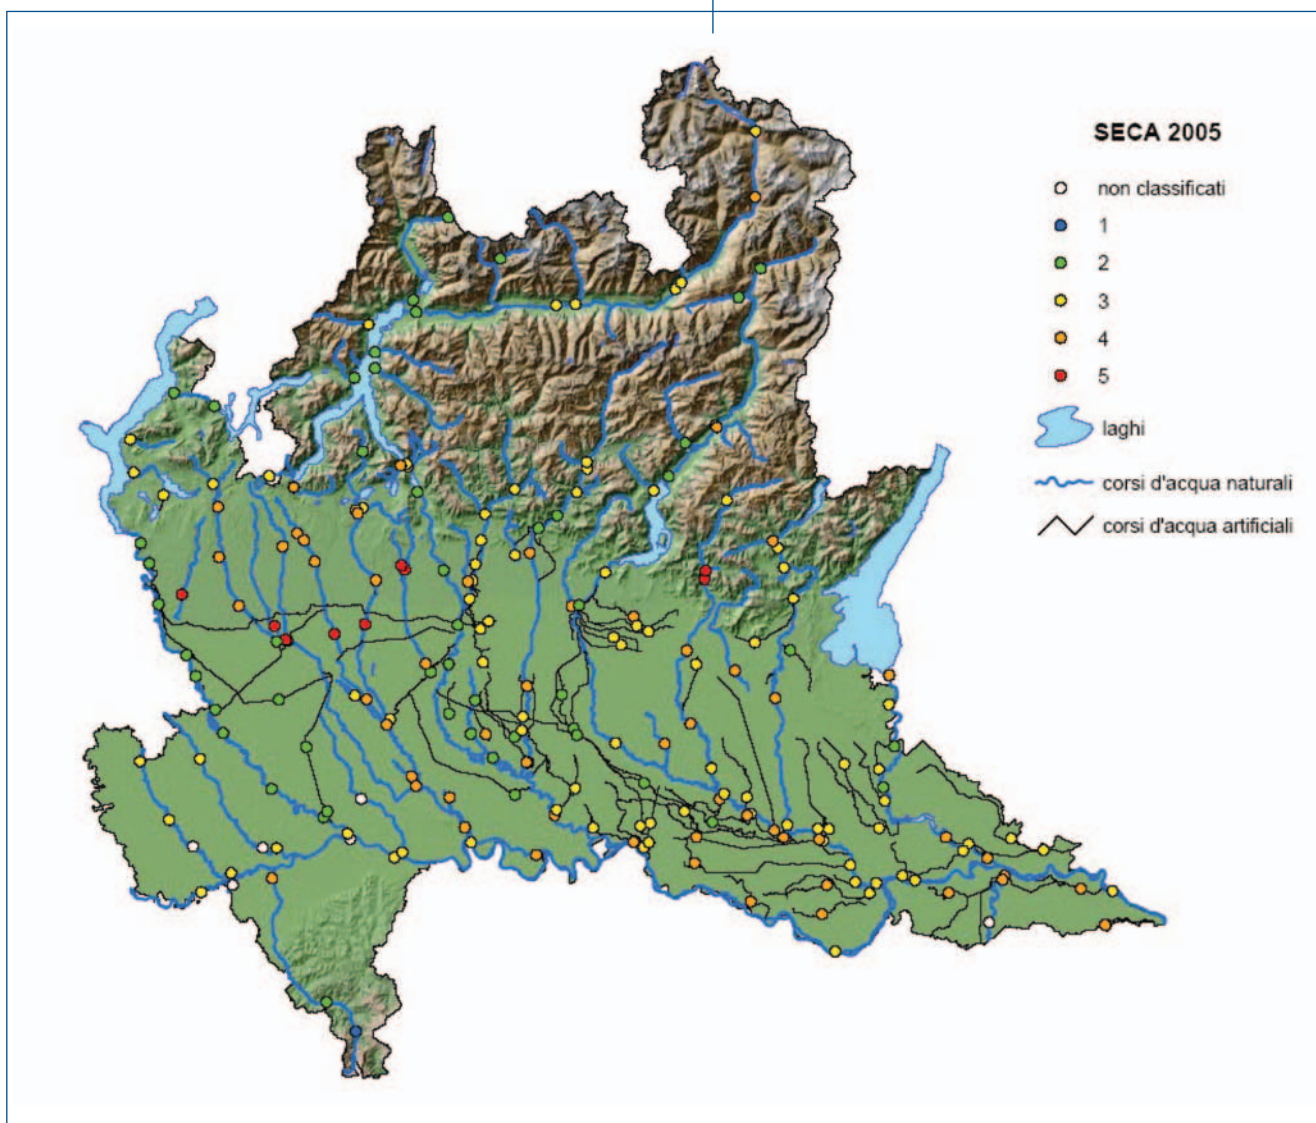 SECA 2005
non classificati
1
2
3
4
5
laghi
corsi d'acqua naturali
corsi d'acqua artificiali